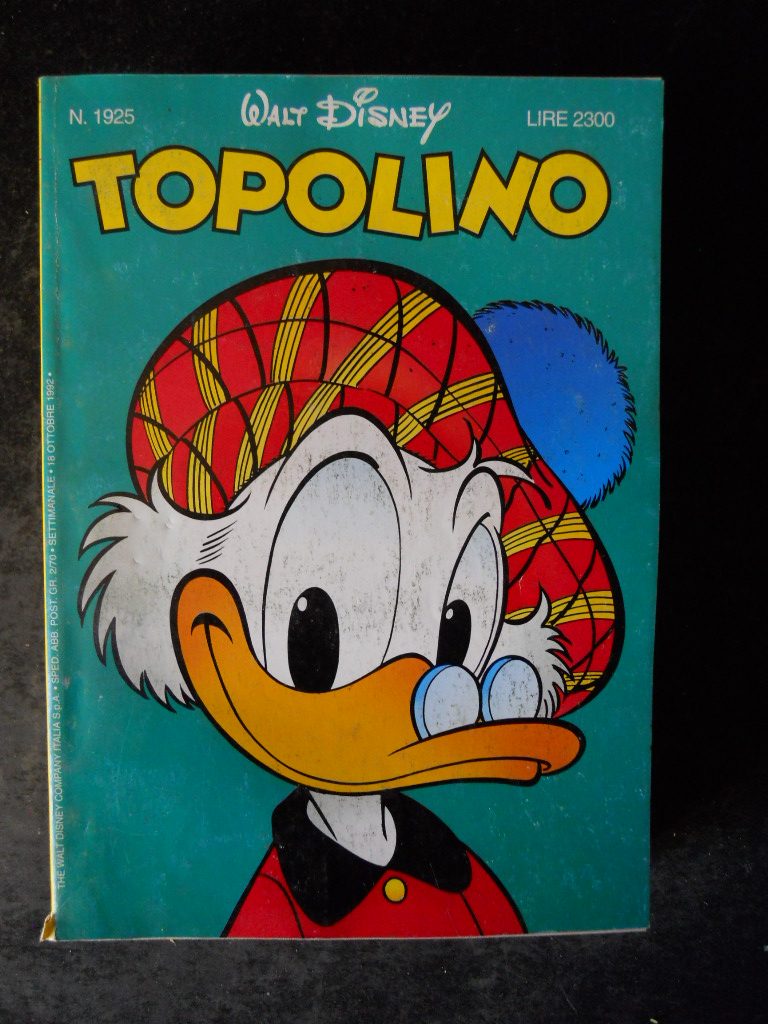 N. 1925
WALT DISNEY
LIRE 2300
TOPOLINO
THE WALT DISNEY COMPANY ITALIA S.p.A. • SPED. ABB. POST. GR. 2/70 • SETTIMANALE • 18 OTTOBRE 1992 •